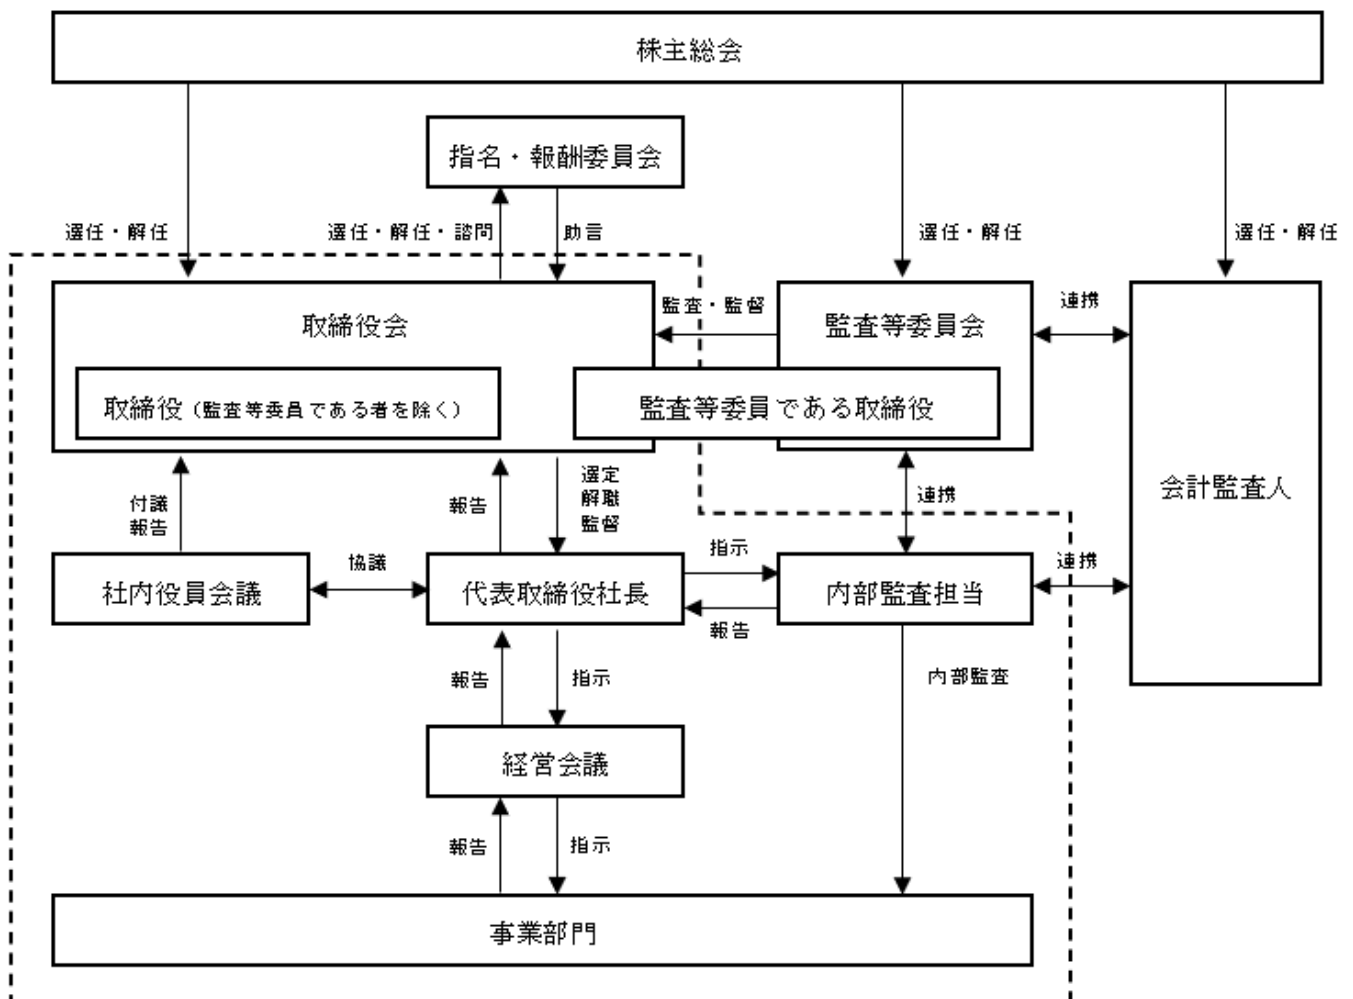 株主総会
指名・報酬委員会
選任・解任
選任・解任・諮問
助言
選任・解任
選任・解任
取締役会
監査・監督
監査等委員会
連携
取締役（監査等委員である者を除く）
監査等委員である取締役
会計監査人
付議
報告
報告
選定
解職
監督
連携
社内役員会議
協議
代表取締役社長
指示
報告
内部監査担当
連携
報告
指示
内部監査
経営会議
報告
指示
事業部門